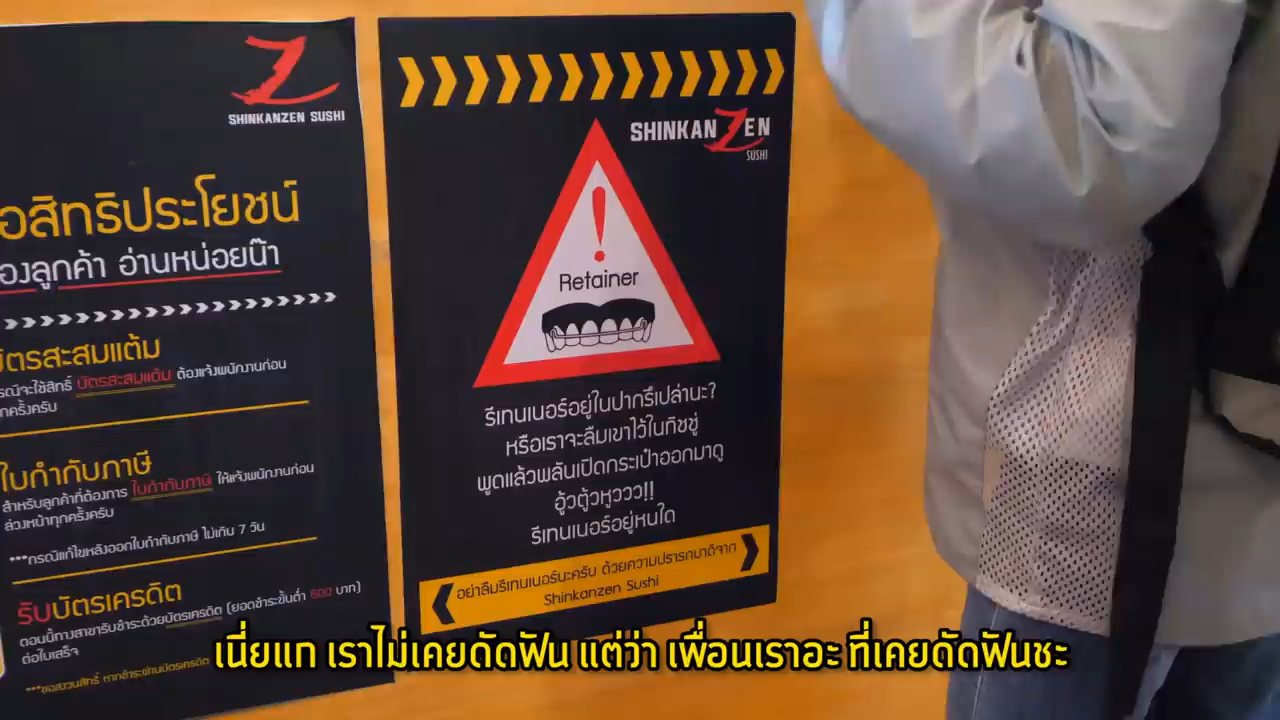 SHINKANZEN SUSHI
อสิทธิประโยชน์
องลูกค้า อ่านหน่อยน๊า
บัตรสะสมแต้ม
รณีจะใช้สิทธิ์ บัตรสะสมแต้ม ต้องแจ้งพนักงานก่อน
ทุกครั้งครับ
ใบกำกับภาษี
สำหรับลูกค้าที่ต้องการ ใบกำกับภาษี ให้แจ้งพนักงานก่อน
ล่วงหน้าทุกครั้งครับ
***กรณีแก้ไขหลังออกใบกำกับภาษี ไม่เกิน 7 วัน
รับบัตรเครดิต
ตอนนี้ทางสาขารับชำระด้วยบัตรเครดิต (ยอดชำระขั้นต่ำ 500 บาท)
ต่อใบเสร็จ
***ขอสงวนสิทธิ์ หากชำระผ่านบัตรเครดิต
SHINKANZEN
SUSHI
!
Retainer
รีเทนเนอร์อยู่ในปากรึเปล่านะ?
หรือเราจะลืมเขาไว้ในทิชชู่
พูดแล้วพลันเปิดกระเป๋าออกมาดู
อู้วตู้วหูววว!!
รีเทนเนอร์อยู่หนใด
อย่าลืมรีเทนเนอร์นะครับ ด้วยความปรารถนาดีจาก
Shinkanzen Sushi
เนี่ยแก เราไม่เคยดัดฟัน แต่ว่า เพื่อนเราอะ ที่เคยดัดฟันชะ